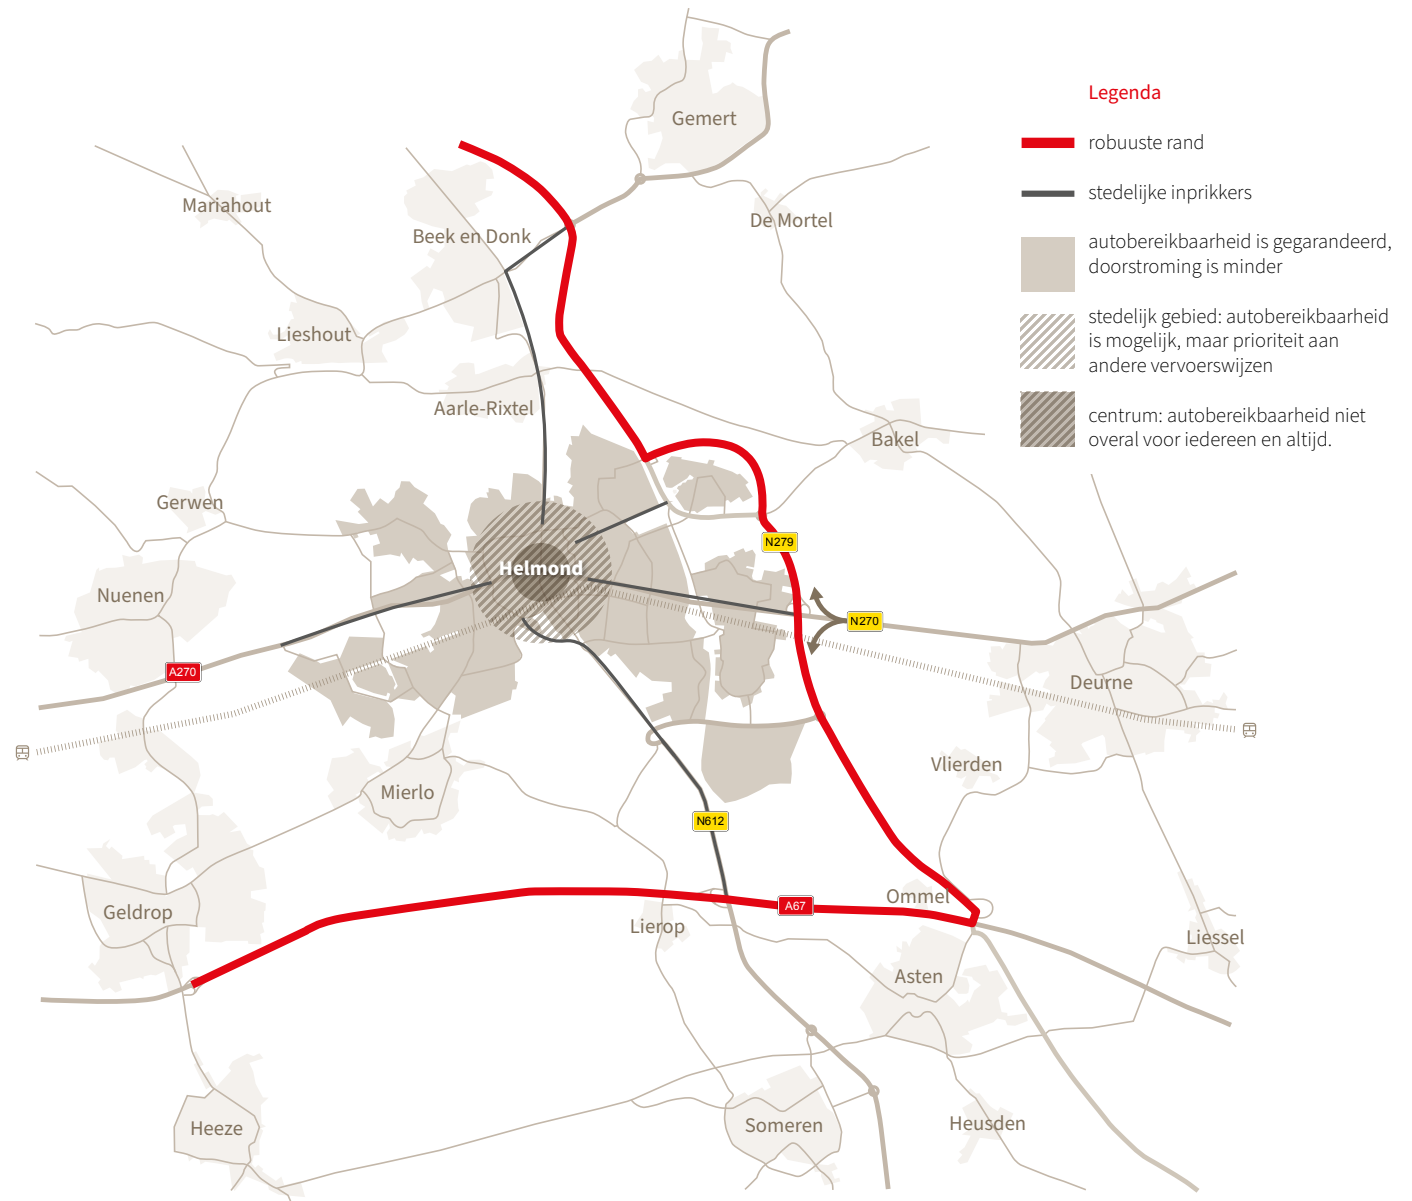 Gemert
Legenda
robuuste rand
stedelijke inprikkers
autobereikbaarheid is gegarandeerd,
doorstroming is minder
stedelijk gebied: autobereikbaarheid
is mogelijk, maar prioriteit aan
andere vervoerswijzen
centrum: autobereikbaarheid niet
overal voor iedereen en altijd.
Mariahout
De Mortel
Beek en Donk
Lieshout
Aarle-Rixtel
Bakel
Gerwen
N279
Helmond
Nuenen
N270
A270
Deurne
Vlierden
Mierlo
N612
Ommel
A67
Geldrop
Lierop
Liessel
Asten
Heeze
Someren
Heusden